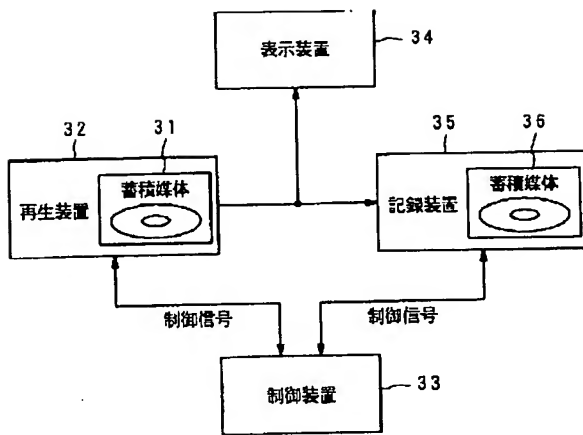 表示装置
34
32
31
蓄積媒体
再生装置
35
36
蓄積媒体
記録装置
制御信号
制御信号
制御装置
33